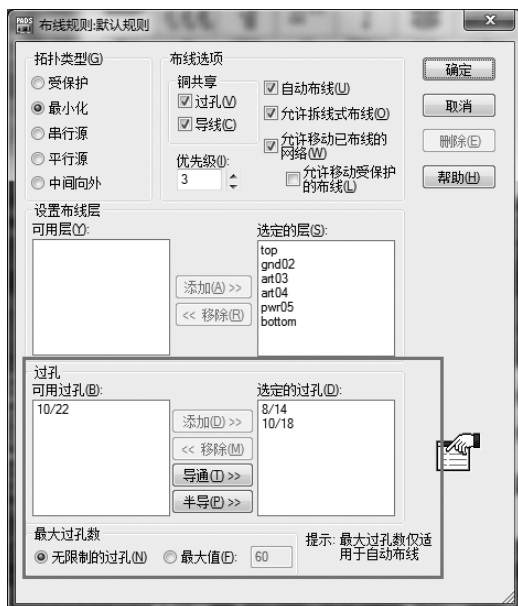 PADS
布线规则:默认规则
拓扑类型(G)
受保护
最小化
串行源
平行源
中间向外
布线选项
铜共享
过孔(V)
导线(C)
优先级(I):
3
自动布线(U)
允许拆线式布线(O)
允许移动已布线的
网络(W)
允许移动受保护
的布线(L)
确定
取消
删除(E)
帮助(H)
设置布线层
可用层(Y):
添加(A) >>
<< 移除(R)
选定的层(S):
top
gnd02
art03
art04
pwr05
bottom
过孔
可用过孔(B):
10/22
添加(D) >>
<< 移除(M)
导通(T) >>
半导(P) >>
选定的过孔(D):
8/14
10/18
最大过孔数
无限制的过孔(N)
最大值(F):
60
提示: 最大过孔数仅适
用于自动布线